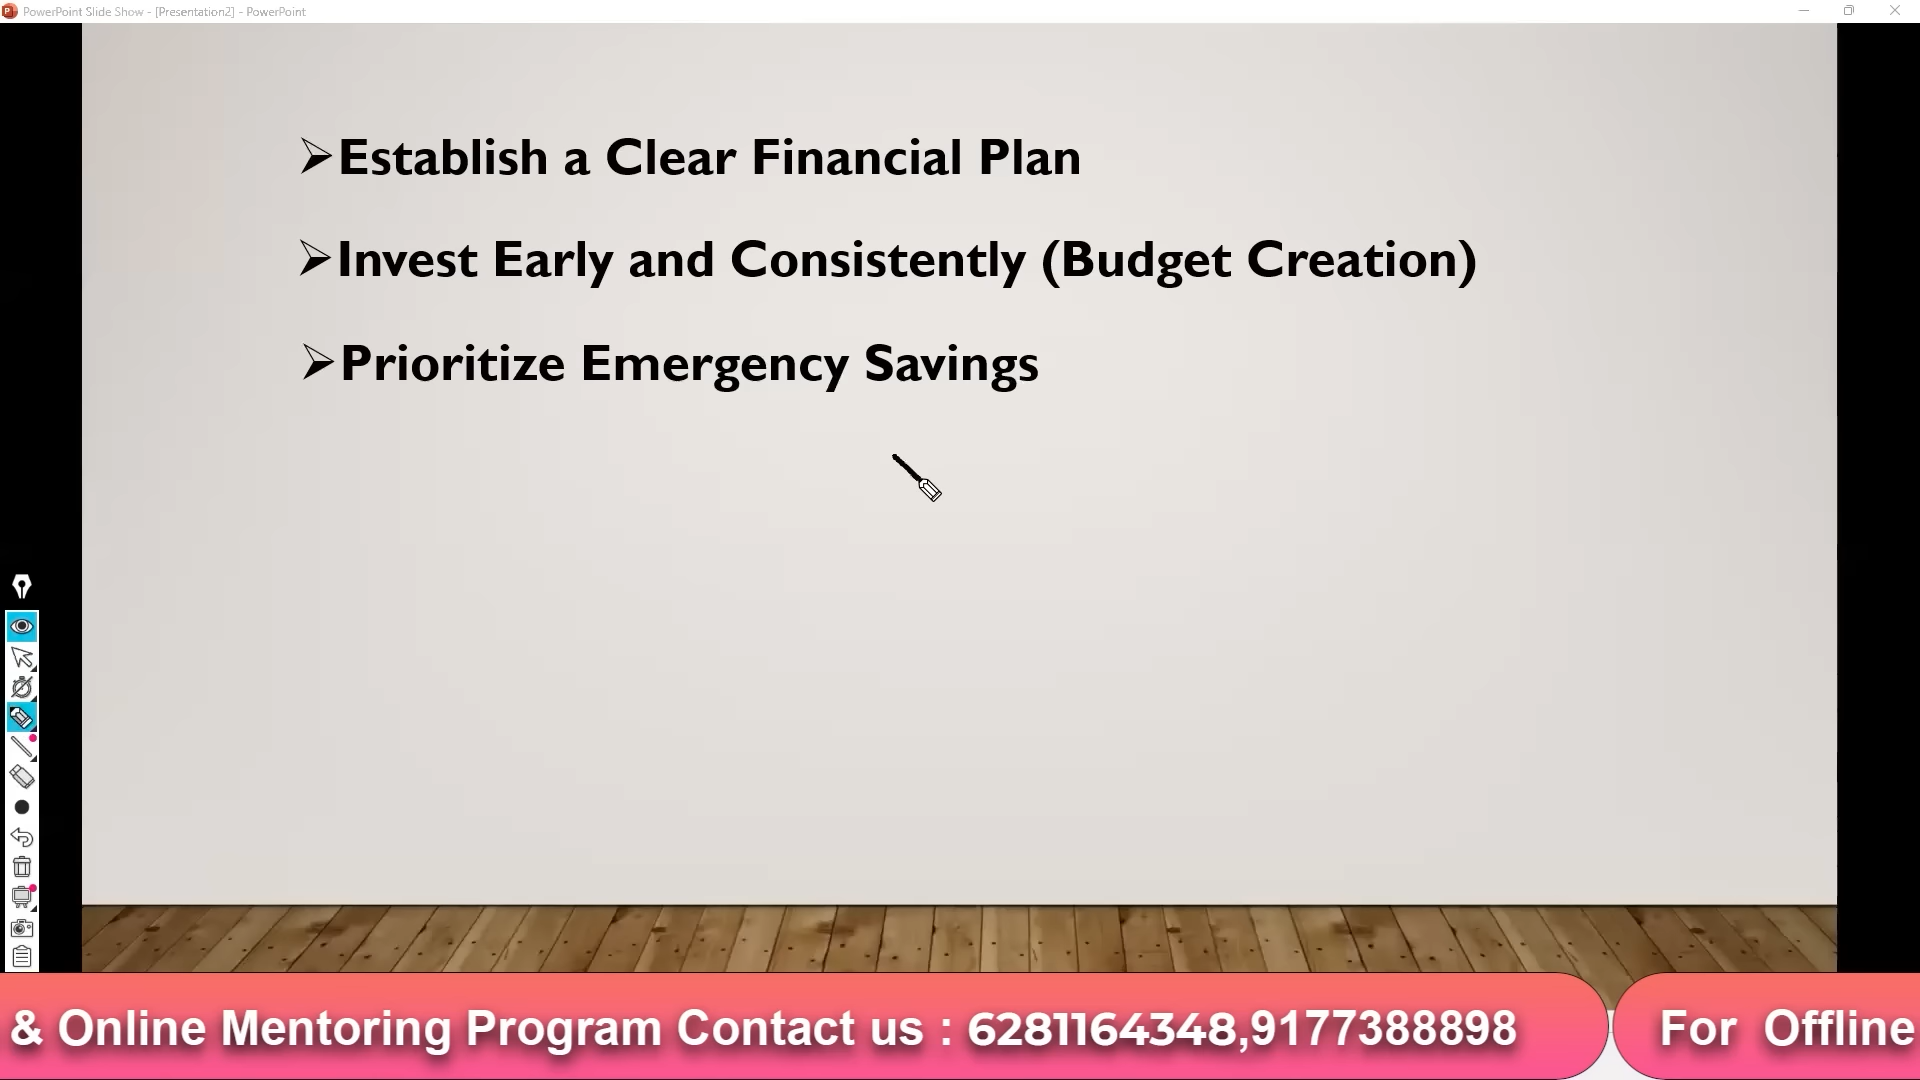 PowerPoint Slide Show - [Presentation2] - PowerPoint
➢Establish a Clear Financial Plan
➢Invest Early and Consistently (Budget Creation)
➢Prioritize Emergency Savings
& Online Mentoring Program Contact us : 6281164348,9177388898
For Offline